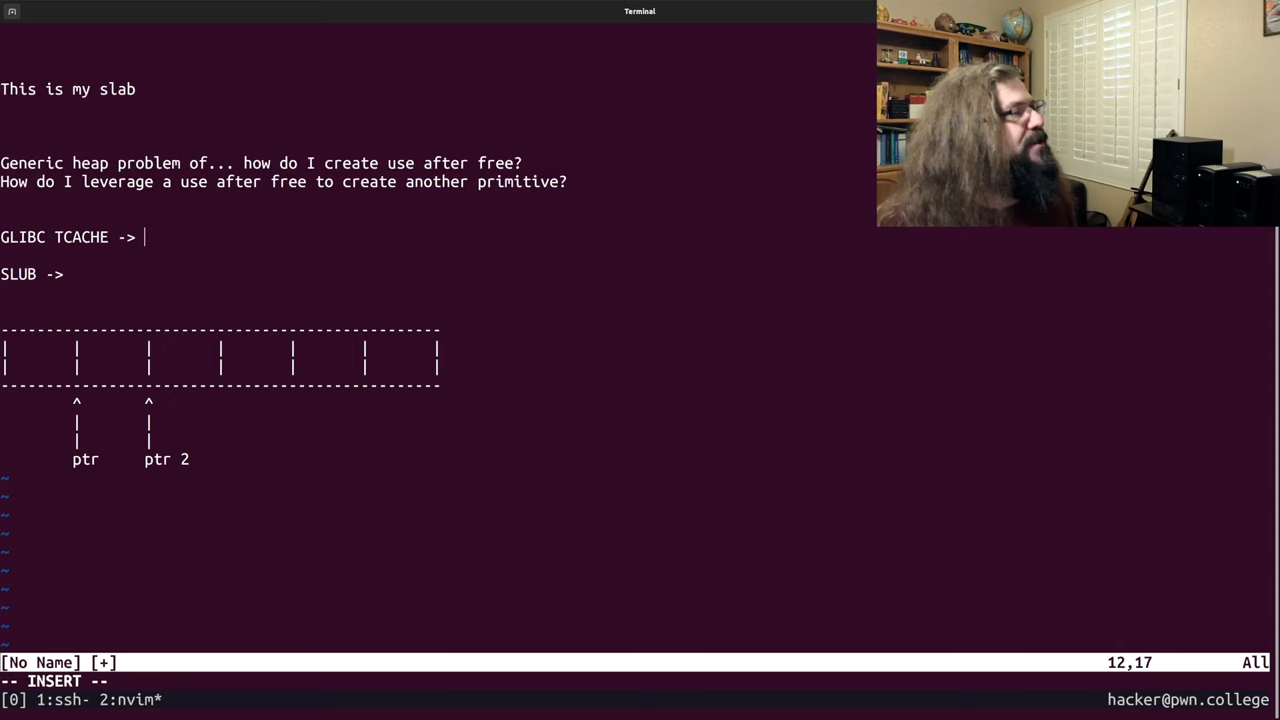 Terminal
This is my slab
Generic heap problem of... how do I create use after free?
How do I leverage a use after free to create another primitive?
GLIBC TCACHE ->
SLUB ->
ptr ptr 2
[No Name] [+] 12,17 All
-- INSERT --
[0] 1:ssh- 2:nvim* hacker@pwn.college